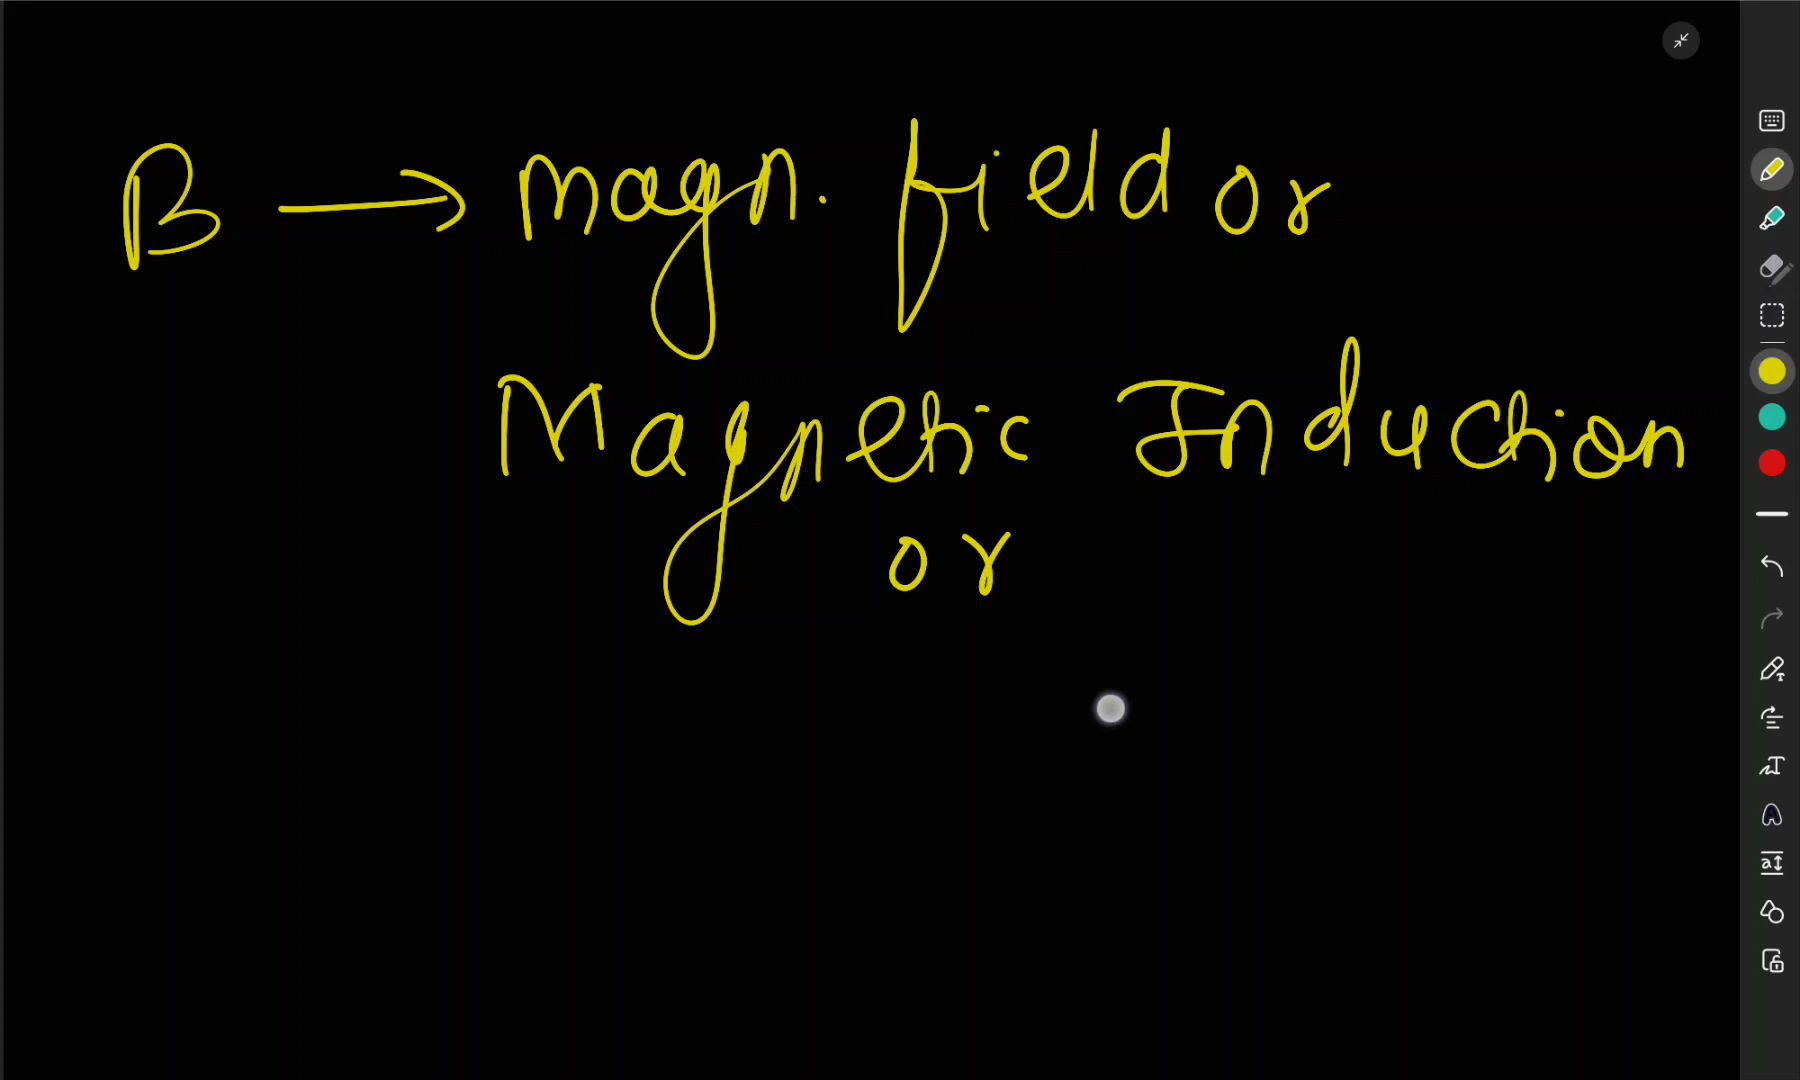 B → magn. field or
Magnetic Induction
or